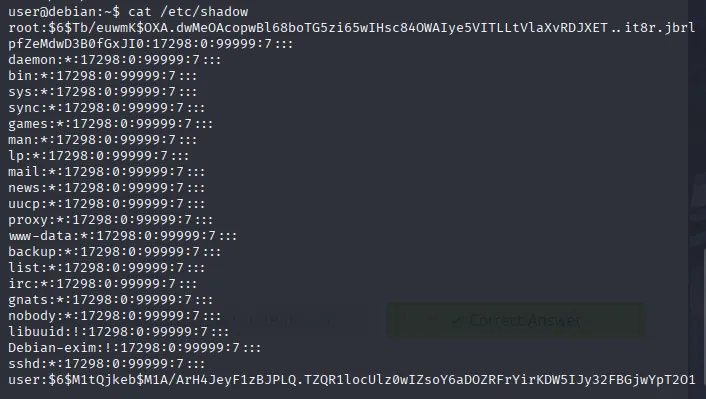 user@debian:~$ cat /etc/shadow
root:$6$Tb/euwmK$OXA.dwMeOAcopwBl68boTG5zi65wIHsc84OWAIye5VITLLtVlaXvRDJXET..it8r.jbrl
pfZeMdwD3B0fGxJI0:17298:0:99999:7:::
daemon:*:17298:0:99999:7:::
bin:*:17298:0:99999:7:::
sys:*:17298:0:99999:7:::
sync:*:17298:0:99999:7:::
games:*:17298:0:99999:7:::
man:*:17298:0:99999:7:::
lp:*:17298:0:99999:7:::
mail:*:17298:0:99999:7:::
news:*:17298:0:99999:7:::
uucp:*:17298:0:99999:7:::
proxy:*:17298:0:99999:7:::
www-data:*:17298:0:99999:7:::
backup:*:17298:0:99999:7:::
list:*:17298:0:99999:7:::
irc:*:17298:0:99999:7:::
gnats:*:17298:0:99999:7:::
nobody:*:17298:0:99999:7:::
libuuid:!:17298:0:99999:7:::
Debian-exim:!:17298:0:99999:7:::
sshd:*:17298:0:99999:7:::
user:$6$M1tQjkeb$M1A/ArH4JeyF1zBJPLQ.TZQR1locUlz0wIZsoY6aDOZRFrYirKDW5IJy32FBGjwYpT2O1
Correct Answer